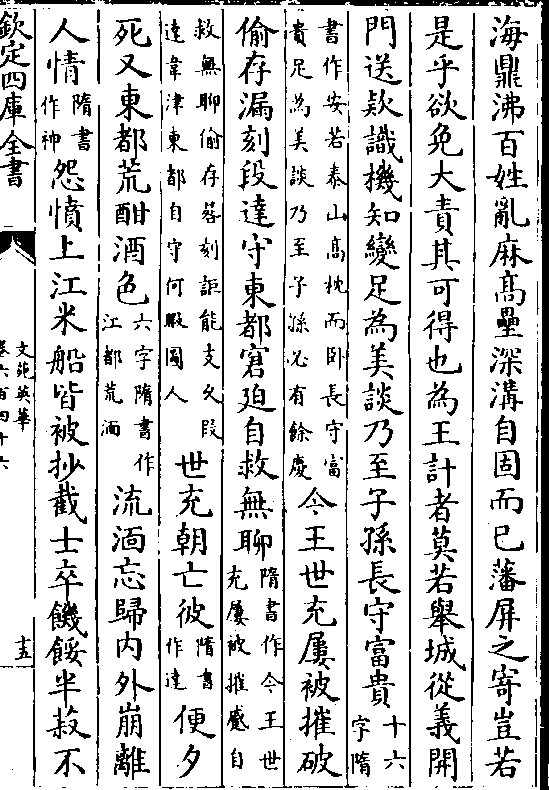 海鼎沸百姓亂麻髙壘深溝自固而已藩屏之寄豈若
是乎欲免大責其可得也為王計者莫若舉城從義開
門送欵識機知變足為美談乃至子孫長守富貴十六字隋
書作安若泰山髙枕而卧長守富貴足為美談乃至子孫必有餘慶今王世充屢被摧破
偷存漏刻段達守東都窘廹自救無聊隋書作今王世充屢被摧蹙自
救無聊偷存晷刻詎能支久段達韋津東都自守何暇圖人世充朝亡彼隋書作達便夕
死又東都荒酣酒色六字隋書作江都荒湎流湎忘歸内外崩離
人情隋書作神怨憤上江米船皆被抄截士卒饑餒半菽不
欽定四庫全書
文苑英華
卷六百四十六
十五